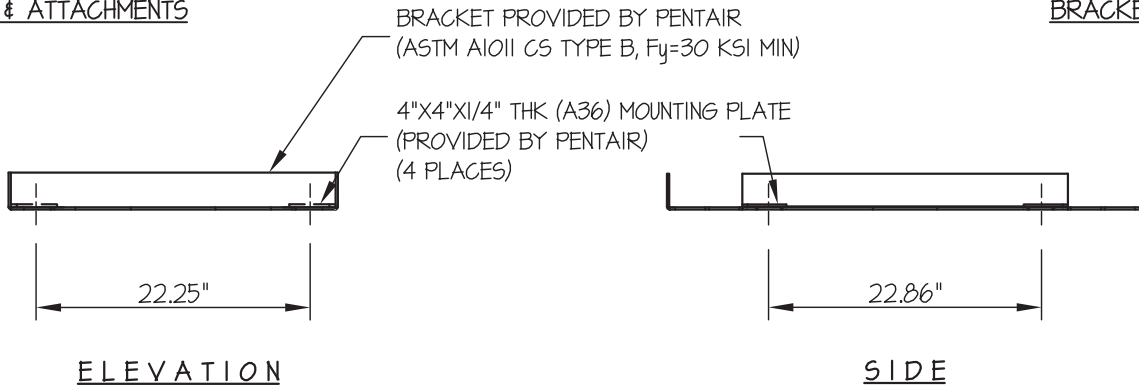 & ATTACHMENTS
BRACKET PROVIDED BY PENTAIR
(ASTM A1011 CS TYPE B, Fy=30 KSI MIN)
4"X4"X1/4" THK (A36) MOUNTING PLATE
(PROVIDED BY PENTAIR)
(4 PLACES)
22.25"
ELEVATION
BRACKE
22.86"
SIDE